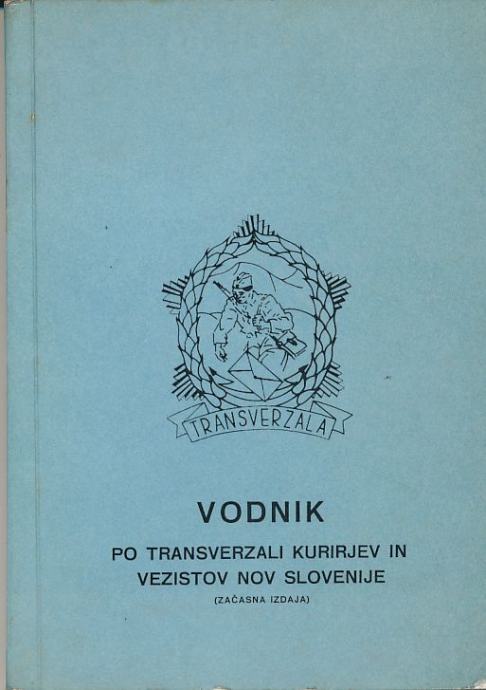 TRANSVERZALA
VODNIK
PO TRANSVERZALI KURIRJEV IN
VEZISTOV NOV SLOVENIJE
(ZAČASNA IZDAJA)